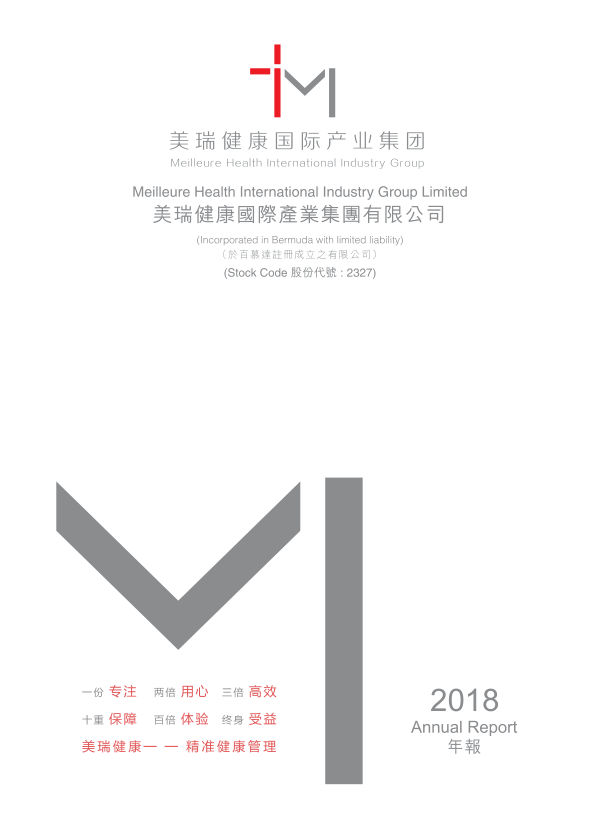 美瑞健康国际产业集团
Meilleure Health International Industry Group
Meilleure Health International Industry Group Limited
美瑞健康國際產業集團有限公司
(Incorporated in Bermuda with limited liability)
（於百慕達註冊成立之有限公司）
(Stock Code 股份代號 : 2327)
一份 专注 两倍 用心 三倍 高效
十重 保障 百倍 体验 终身 受益
美瑞健康— — 精准健康管理
2018
Annual Report
年報